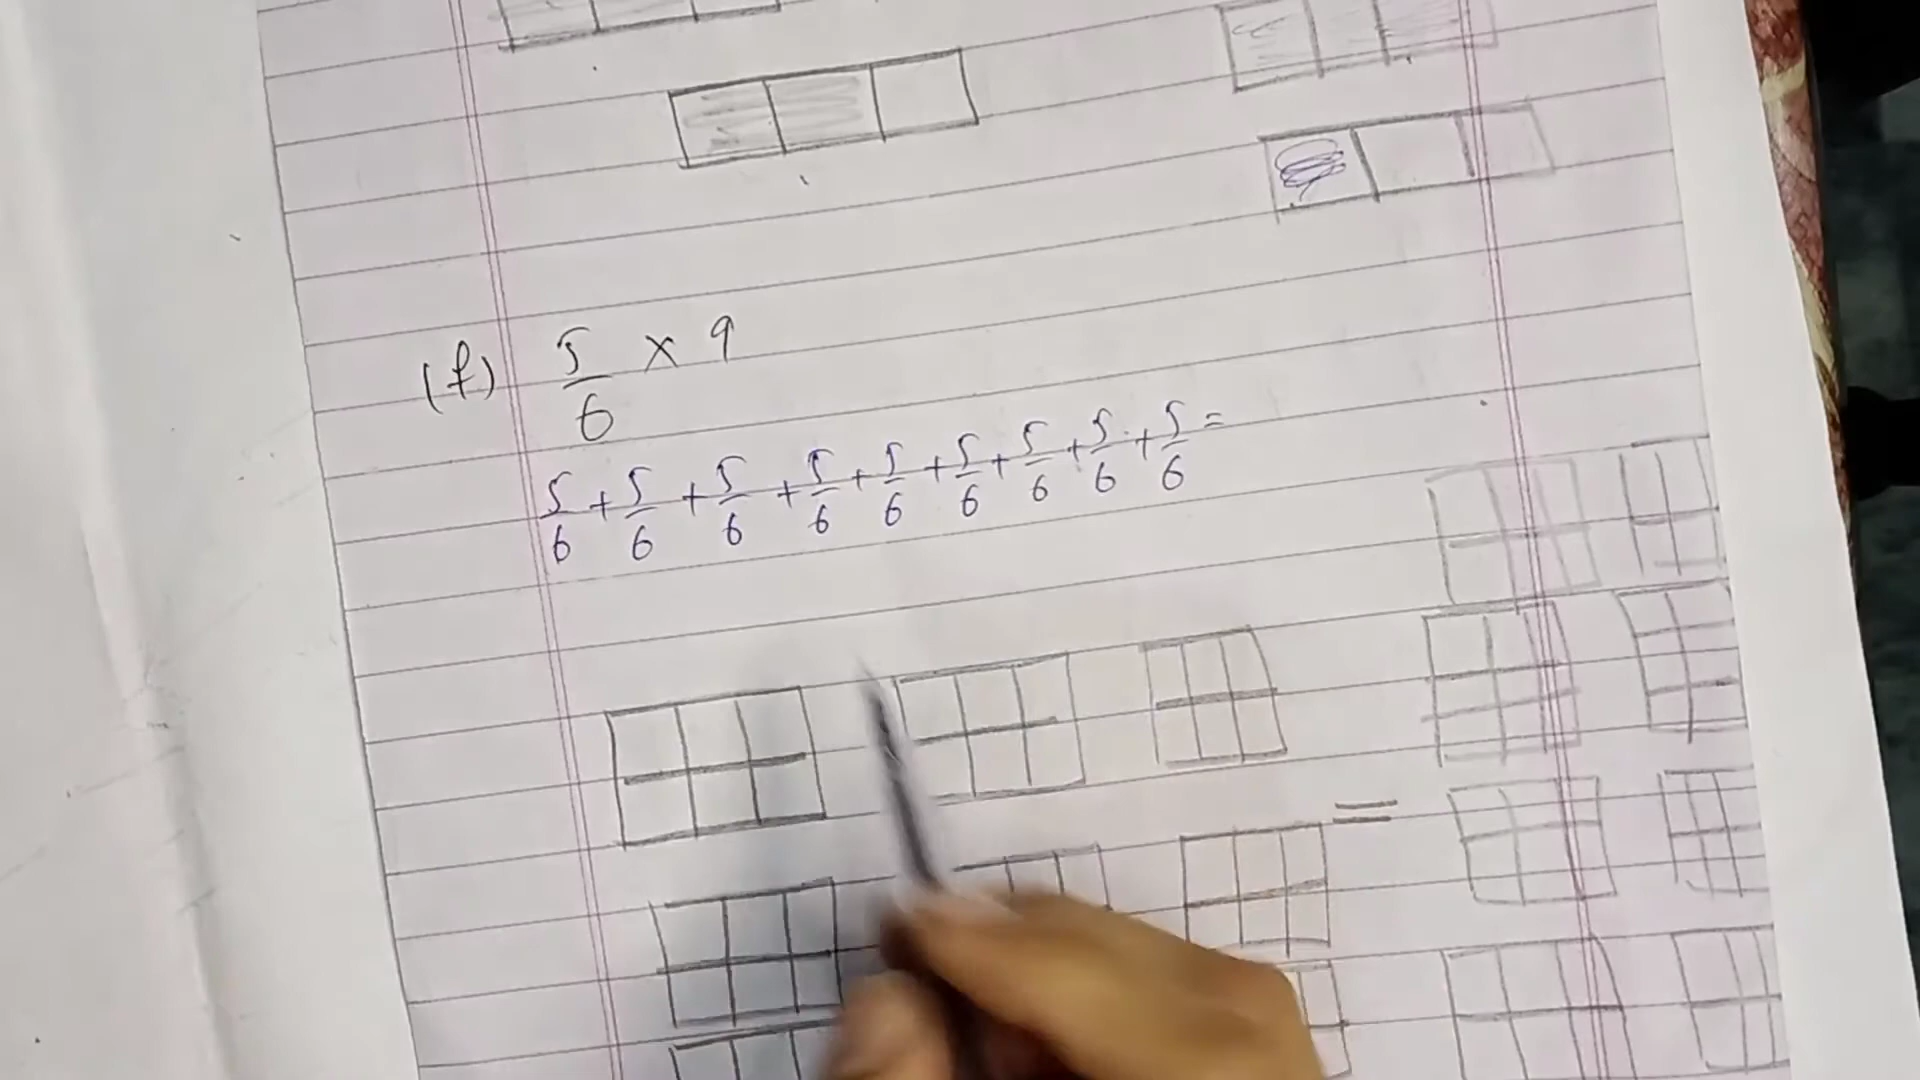 (f) 5/6 × 9
5/6 + 5/6 + 5/6 + 5/6 + 5/6 + 5/6 + 5/6 + 5/6 + 5/6 =
=